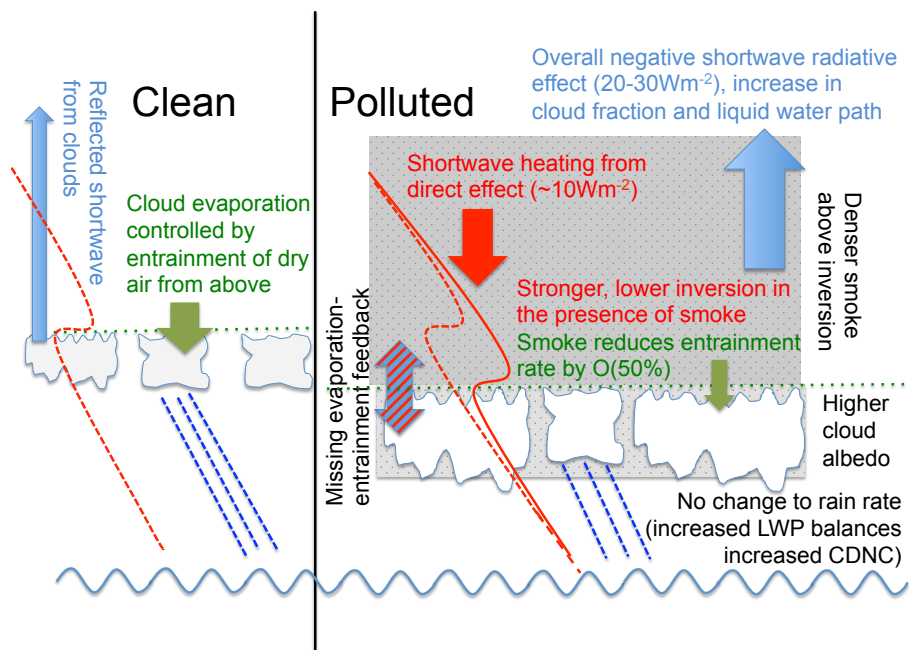 Clean
Reflected shortwave
from clouds
Cloud evaporation
controlled by
entrainment of dry
air from above
Polluted
Overall negative shortwave radiative
effect (20-30Wm⁻²), increase in
cloud fraction and liquid water path
Shortwave heating from
direct effect (~10Wm⁻²)
Denser smoke
above inversion
Stronger, lower inversion in
the presence of smoke
Smoke reduces entrainment
rate by O(50%)
Missing evaporation-
entrainment feedback
Higher
cloud
albedo
No change to rain rate
(increased LWP balances
increased CDNC)